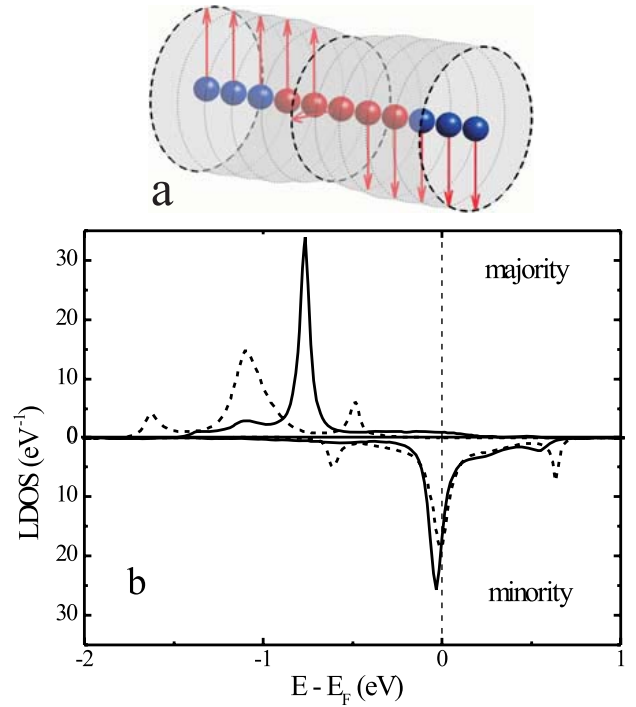 a
30
majority
20
10
0
LDOS (eV⁻¹)
10
20
b
minority
30
-2
-1
0
1
E - E_F (eV)